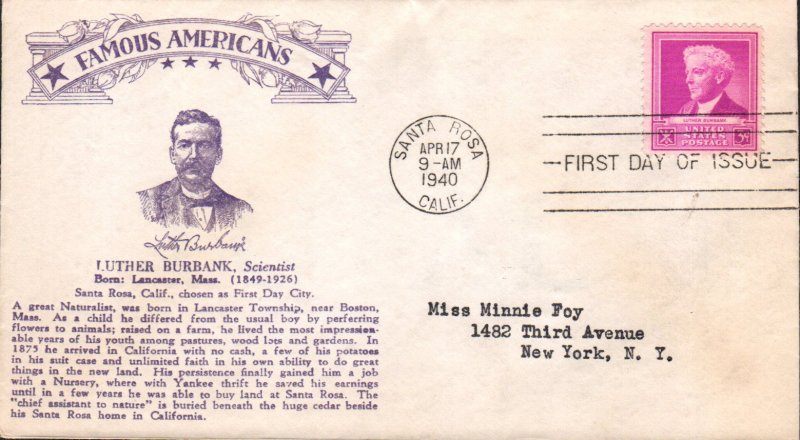 FAMOUS AMERICANS
Luther Burbank
LUTHER BURBANK, Scientist
Born: Lancaster, Mass. (1849-1926)
Santa Rosa, Calif., chosen as First Day City.
A great Naturalist, was born in Lancaster Township, near Boston,
Mass. As a child he differed from the usual boy by perferring
flowers to animals; raised on a farm, he lived the most impression-
able years of his youth among pastures, wood lots and gardens. In
1875 he arrived in California with no cash, a few of his potatoes
in his suit case and unlimited faith in his own ability to do great
things in the new land. His persistence finally gained him a job
with a Nursery, where with Yankee thrift he saved his earnings
until in a few years he was able to buy land at Santa Rosa. The
"chief assistant to nature" is buried beneath the huge cedar beside
his Santa Rosa home in California.
SANTA ROSA
APR 17
9-AM
1940
CALIF.
LUTHER BURBANK
UNITED
STATES
POSTAGE
3¢
FIRST DAY OF ISSUE
Miss Minnie Foy
1482 Third Avenue
New York, N. Y.